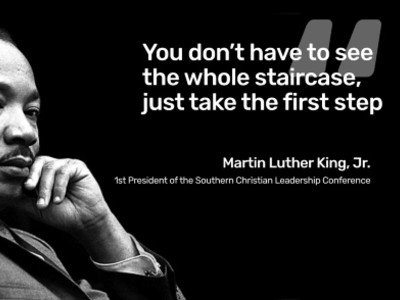 You don't have to see
the whole staircase,
just take the first step
Martin Luther King, Jr.
1st President of the Southern Christian Leadership Conference